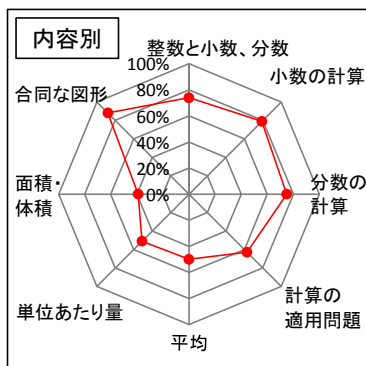 内容別
整数と小数、分数
小数の計算
分数の
計算
計算の
適用問題
平均
単位あたり量
面積・
体積
合同な図形
100%
80%
60%
40%
20%
0%